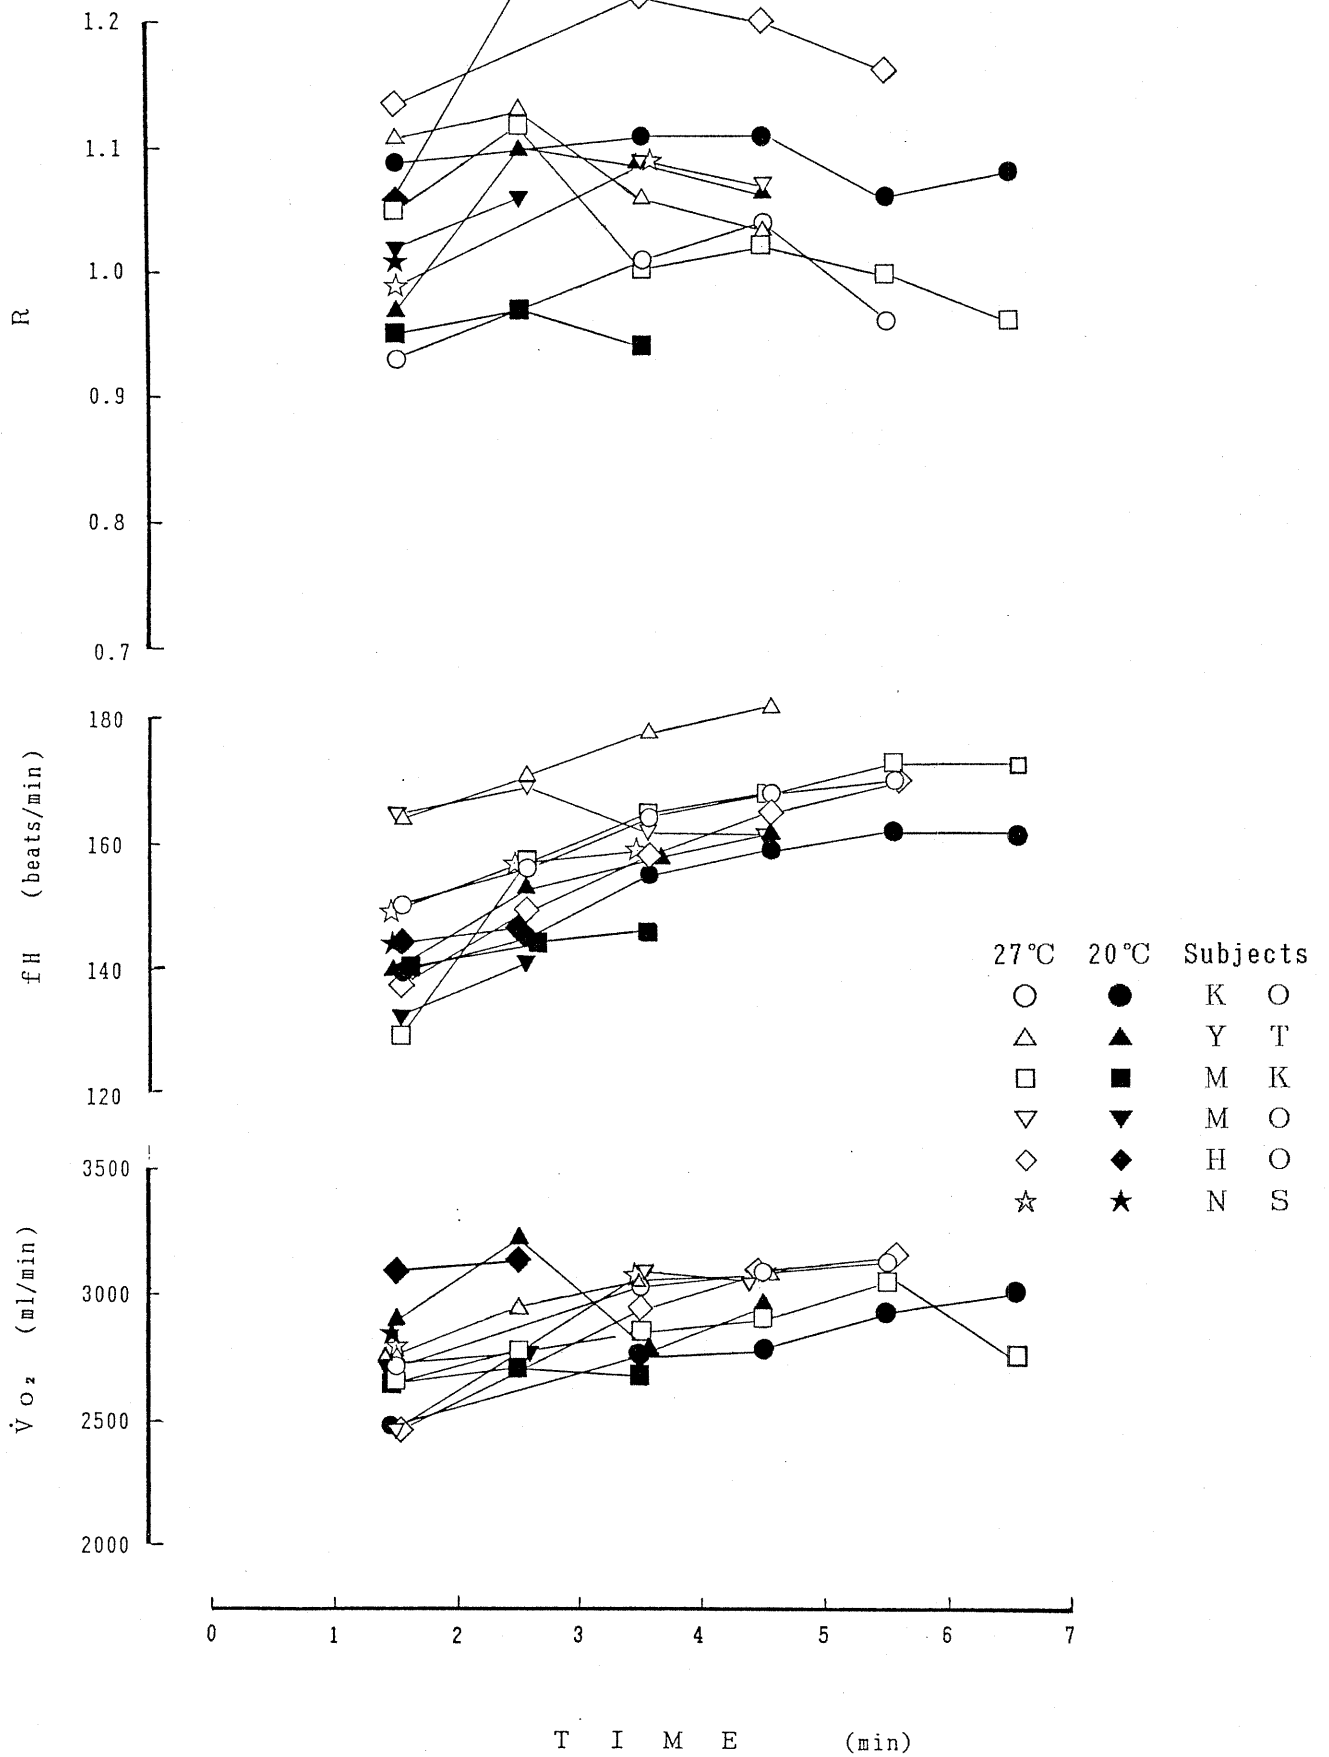 1.2
1.1
1.0
R
0.9
0.8
0.7
180
fH (beats/min)
160
140
120
27℃ 20℃ Subjects
K O
Y T
M K
M O
H O
N S
3500
V̇o₂ (ml/min)
3000
2500
2000
0 1 2 3 4 5 6 7
TIME (min)